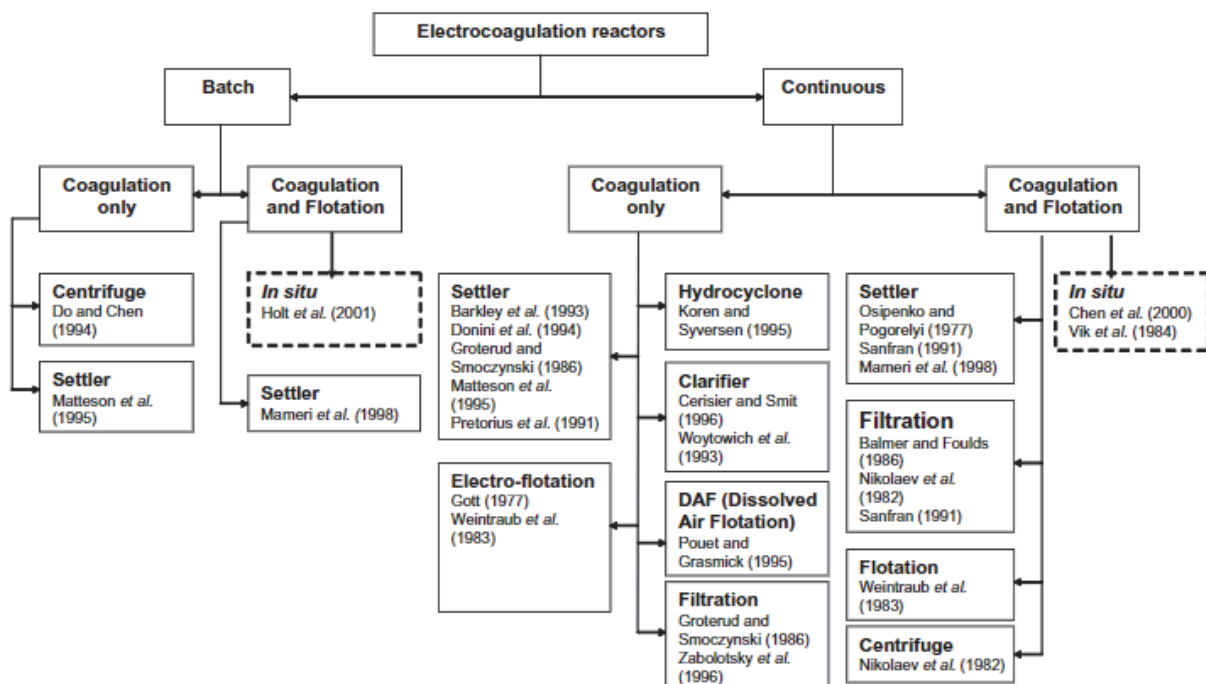 Electrocoagulation reactors
Batch
Continuous
Coagulation
only
Coagulation
and Flotation
Coagulation
only
Coagulation
and Flotation
Centrifuge
Do and Chen
(1994)
Settler
Matteson et al.
(1995)
In situ
Holt et al. (2001)
Settler
Mameri et al. (1998)
Settler
Barkley et al. (1993)
Donini et al. (1994)
Groterud and
Smoczynski (1986)
Matteson et al.
(1995)
Pretorius et al. (1991)
Electro-flotation
Gott (1977)
Weintraub et al.
(1983)
Hydrocyclone
Koren and
Syversen (1995)
Clarifier
Cerisier and Smit
(1996)
Woytowich et al.
(1993)
DAF (Dissolved
Air Flotation)
Pouet and
Grasmick (1995)
Filtration
Groterud and
Smoczynski (1986)
Zabolotsky et al.
(1996)
Settler
Osipenko and
Pogorelyi (1977)
Sanfran (1991)
Mameri et al. (1998)
Filtration
Balmer and Foulds
(1986)
Nikolaev et al.
(1982)
Sanfran (1991)
Flotation
Weintraub et al.
(1983)
Centrifuge
Nikolaev et al. (1982)
In situ
Chen et al. (2000)
Vik et al. (1984)